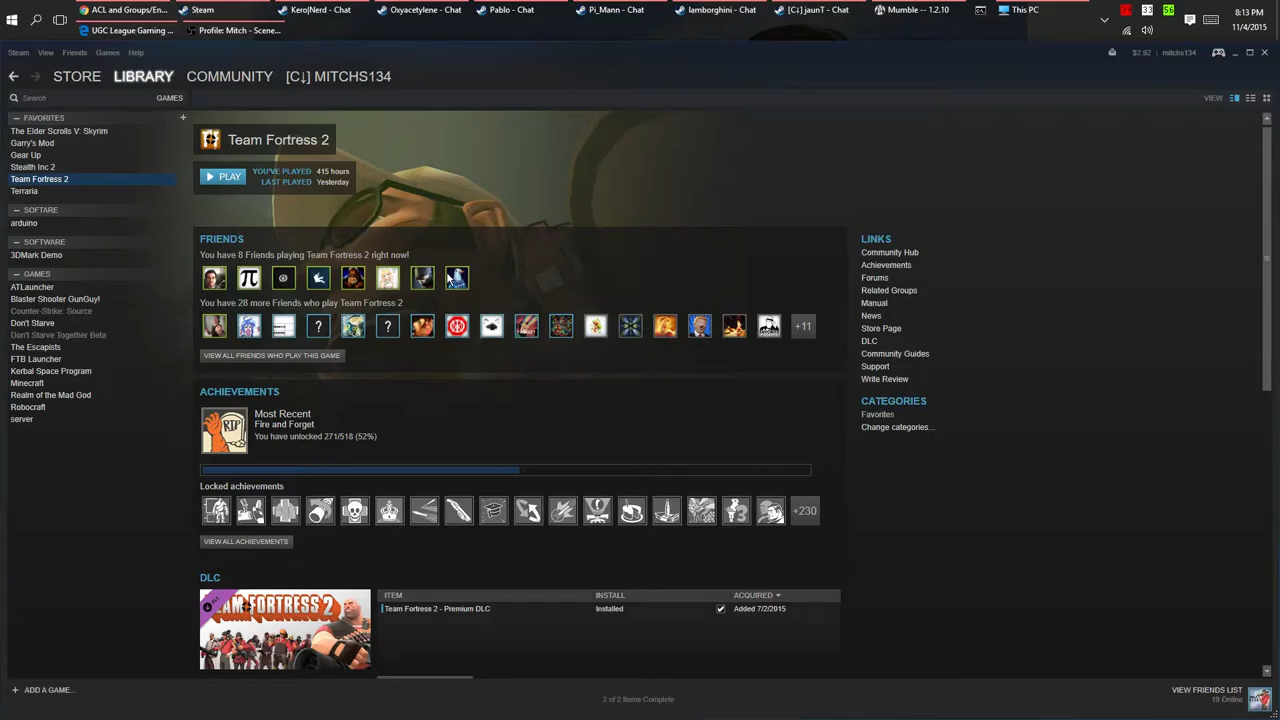 ACL and Groups/En...
Steam
Kero|Nerd - Chat
Oxyacetylene - Chat
Pablo - Chat
Pi_Mann - Chat
lamborghini - Chat
[C↓] jaunT - Chat
Mumble -- 1.2.10
This PC
33
56
8:13 PM
UGC League Gaming ...
Profile: Mitch - Scene...
11/4/2015
Steam View Friends Games Help
$2.92 mitchs134
STORE LIBRARY COMMUNITY [C↓] MITCHS134
Search GAMES
VIEW
FAVORITES
The Elder Scrolls V: Skyrim
Garry's Mod
Gear Up
Stealth Inc 2
Team Fortress 2
Terraria
SOFTARE
arduino
SOFTWARE
3DMark Demo
GAMES
ATLauncher
Blaster Shooter GunGuy!
Counter-Strike: Source
Don't Starve
Don't Starve Together Beta
The Escapists
FTB Launcher
Kerbal Space Program
Minecraft
Realm of the Mad God
Robocraft
server
Team Fortress 2
PLAY
YOU'VE PLAYED 415 hours
LAST PLAYED Yesterday
FRIENDS
You have 8 Friends playing Team Fortress 2 right now!
π
You have 28 more Friends who play Team Fortress 2
? ? +11
VIEW ALL FRIENDS WHO PLAY THIS GAME
ACHIEVEMENTS
RIP
Most Recent
Fire and Forget
You have unlocked 271/518 (52%)
Locked achievements
3
+230
VIEW ALL ACHIEVEMENTS
DLC
TEAM FORTRESS 2
ITEM INSTALL ACQUIRED
Team Fortress 2 - Premium DLC Installed Added 7/2/2015
LINKS
Community Hub
Achievements
Forums
Related Groups
Manual
News
Store Page
DLC
Community Guides
Support
Write Review
CATEGORIES
Favorites
Change categories...
+ ADD A GAME...
2 of 2 Items Complete
VIEW FRIENDS LIST
19 Online